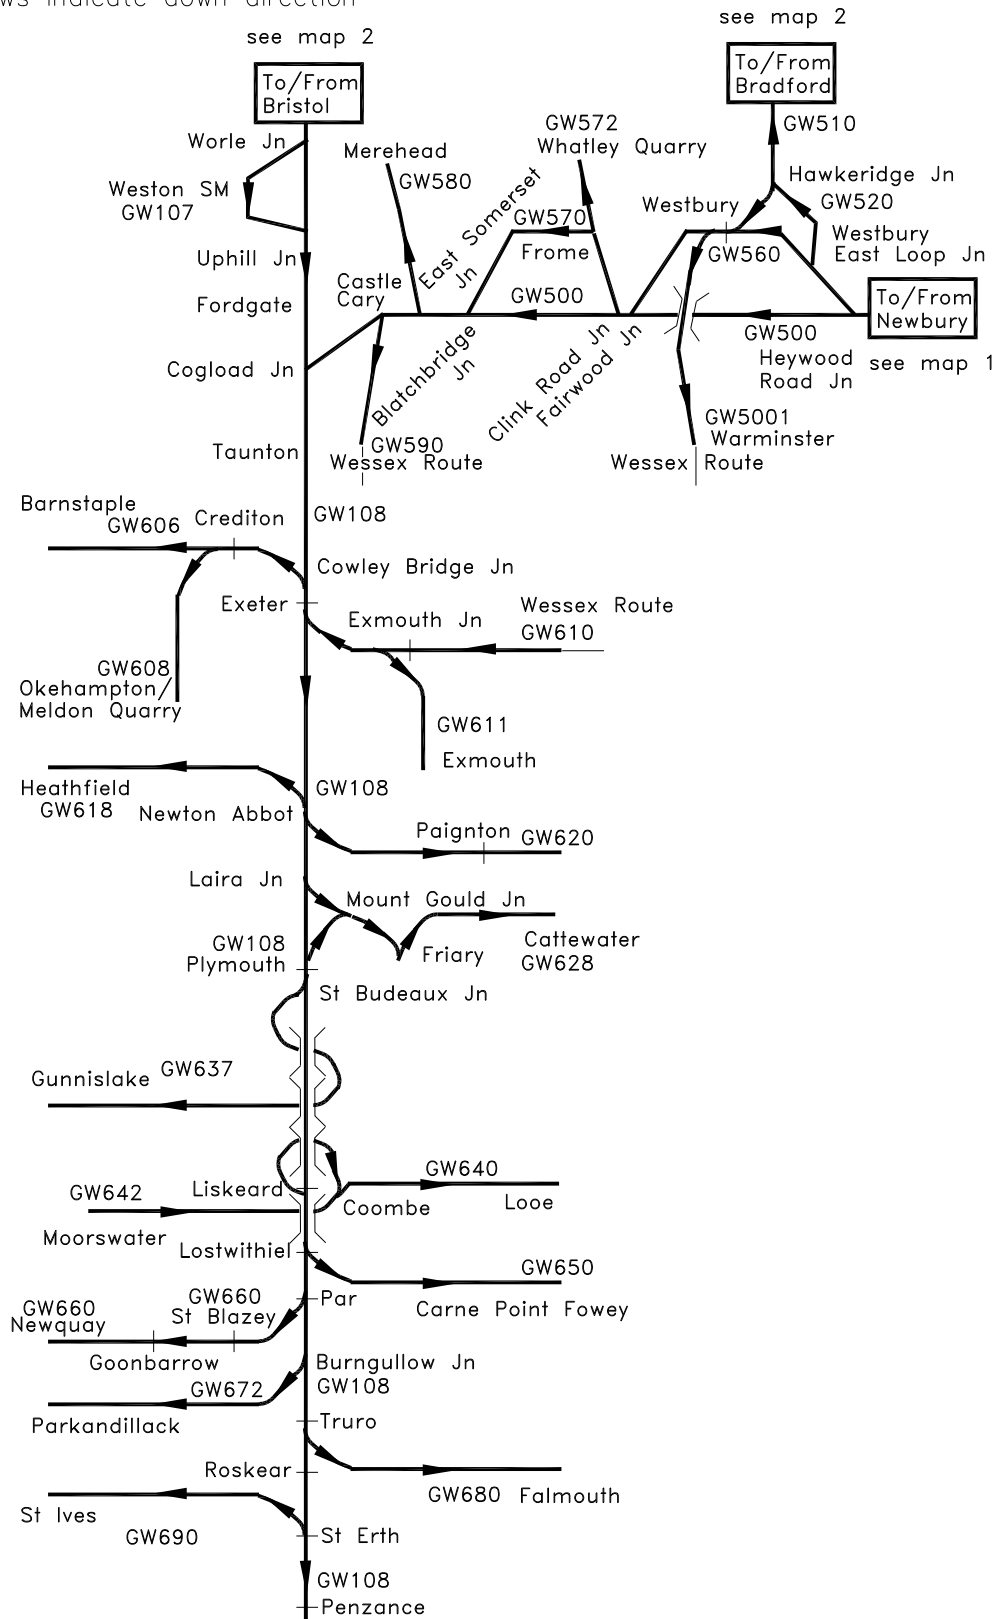 ws indicate down direction
see map 2
To/From
Bristol
see map 2
To/From
Bradford
GW510
Worle Jn
Weston SM
GW107
Merehead
GW580
GW572
Whatley Quarry
Hawkeridge Jn
GW520
Westbury
Westbury
East Loop Jn
GW560
East Somerset
Jn
GW570
Frome
Uphill Jn
Castle
Cary
GW500
To/From
Newbury
see map 1
GW500
Heywood
Road Jn
Fordgate
Cogload Jn
Blatchbridge
Jn
Clink Road Jn
Fairwood Jn
GW5001
Warminster
GW590
Wessex Route
Wessex Route
Taunton
Barnstaple
GW606
Crediton
GW108
Cowley Bridge Jn
Exeter
Exmouth Jn
Wessex Route
GW610
GW608
Okehampton/
Meldon Quarry
GW611
Exmouth
Heathfield
GW618
GW108
Newton Abbot
Paignton
GW620
Laira Jn
Mount Gould Jn
GW108
Plymouth
Friary
Cattewater
GW628
St Budeaux Jn
Gunnislake
GW637
GW640
Liskeard
GW642
Coombe
Looe
Moorswater
Lostwithiel
GW650
Par
Carne Point Fowey
GW660
Newquay
GW660
St Blazey
Goonbarrow
Burngullow Jn
GW108
GW672
Parkandillack
Truro
Roskear
GW680
Falmouth
St Ives
GW690
St Erth
GW108
Penzance